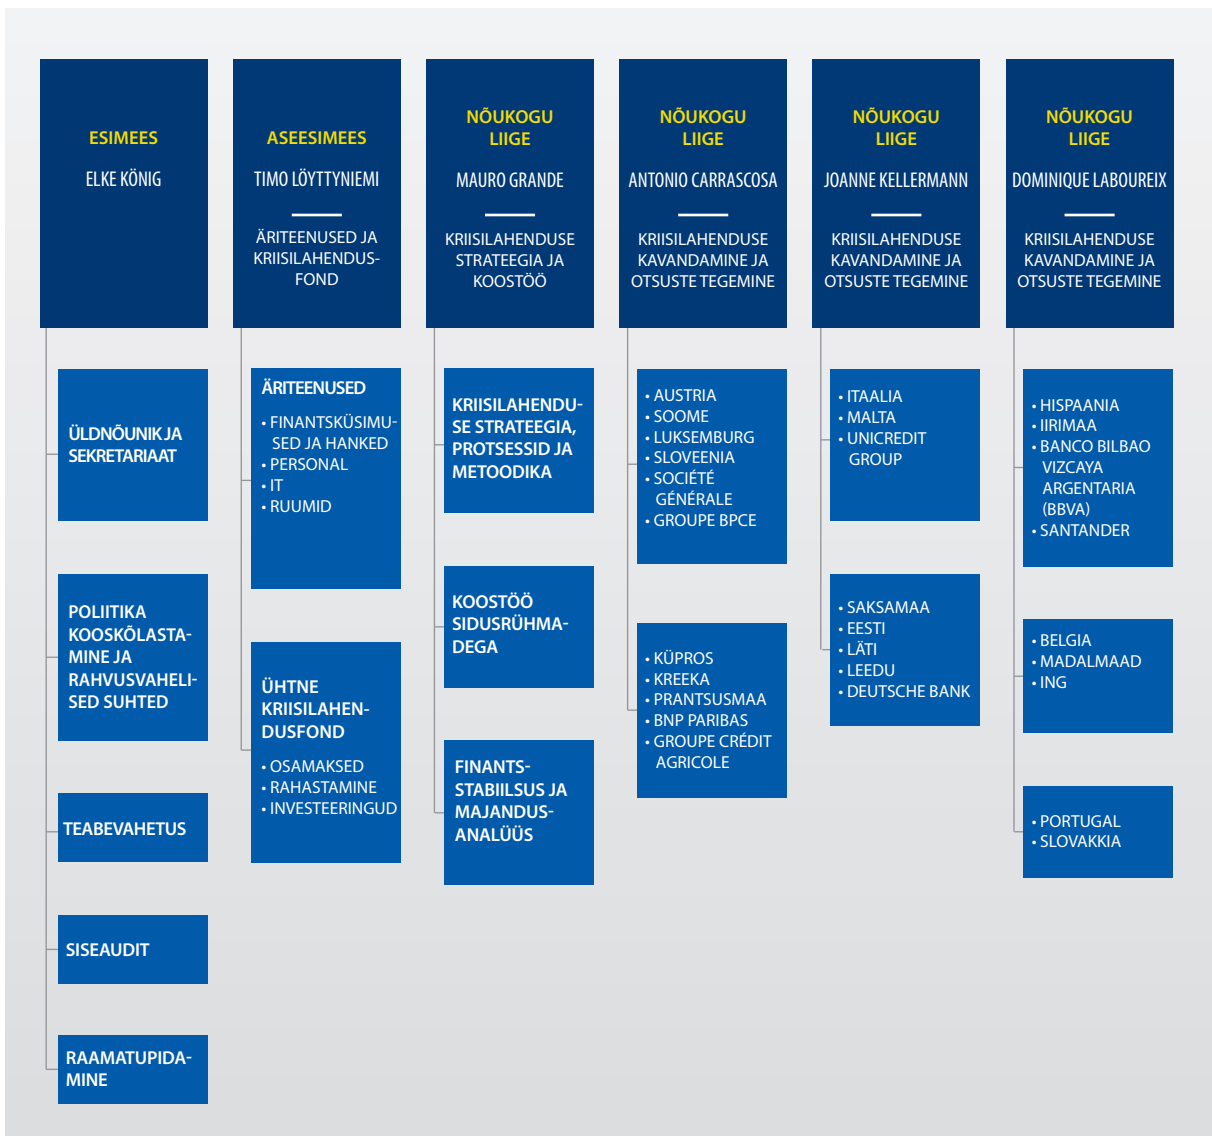 ESIMEES
ELKE KÖNIG
ÜLDNÕUNIK JA
SEKRETARIAAT
POLIITIKA
KOOSKÕLASTA-
MINE JA
RAHVUSVAHELI-
SED SUHTED
TEABEVAHETUS
SISEAUDIT
RAAMATUPIDA-
MINE
ASEESIMEES
TIMO LÖYTTYNIEMI
ÄRITEENUSED JA
KRIISILAHENDUS-
FOND
ÄRITEENUSED
• FINANTSKÜSIMU-
SED JA HANKED
• PERSONAL
• IT
• RUUMID
ÜHTNE
KRIISILAHEN-
DUSFOND
• OSAMAKSED
• RAHASTAMINE
• INVESTEERINGUD
NÕUKOGU
LIIGE
MAURO GRANDE
KRIISILAHENDUSE
STRATEEGIA JA
KOOSTÖÖ
KRIISILAHENDU-
SE STRATEEGIA,
PROTSESSID JA
METOODIKA
KOOSTÖÖ
SIDUSRÜHMA-
DEGA
FINANTS-
STABIILSUS JA
MAJANDUS-
ANALÜÜS
NÕUKOGU
LIIGE
ANTONIO CARRASCOSA
KRIISILAHENDUSE
KAVANDAMINE JA
OTSUSTE TEGEMINE
• AUSTRIA
• SOOME
• LUKSEMBURG
• SLOVEENIA
• SOCIÉTÉ
GÉNÉRALE
• GROUPE BPCE
• KÜPROS
• KREEKA
• PRANTSUSMAA
• BNP PARIBAS
• GROUPE CRÉDIT
AGRICOLE
NÕUKOGU
LIIGE
JOANNE KELLERMANN
KRIISILAHENDUSE
KAVANDAMINE JA
OTSUSTE TEGEMINE
• ITAALIA
• MALTA
• UNICREDIT
GROUP
• SAKSAMAA
• EESTI
• LÄTI
• LEEDU
• DEUTSCHE BANK
NÕUKOGU
LIIGE
DOMINIQUE LABOUREIX
KRIISILAHENDUSE
KAVANDAMINE JA
OTSUSTE TEGEMINE
• HISPAANIA
• IIRIMAA
• BANCO BILBAO
VIZCAYA
ARGENTARIA
(BBVA)
• SANTANDER
• BELGIA
• MADALMAAD
• ING
• PORTUGAL
• SLOVAKKIA